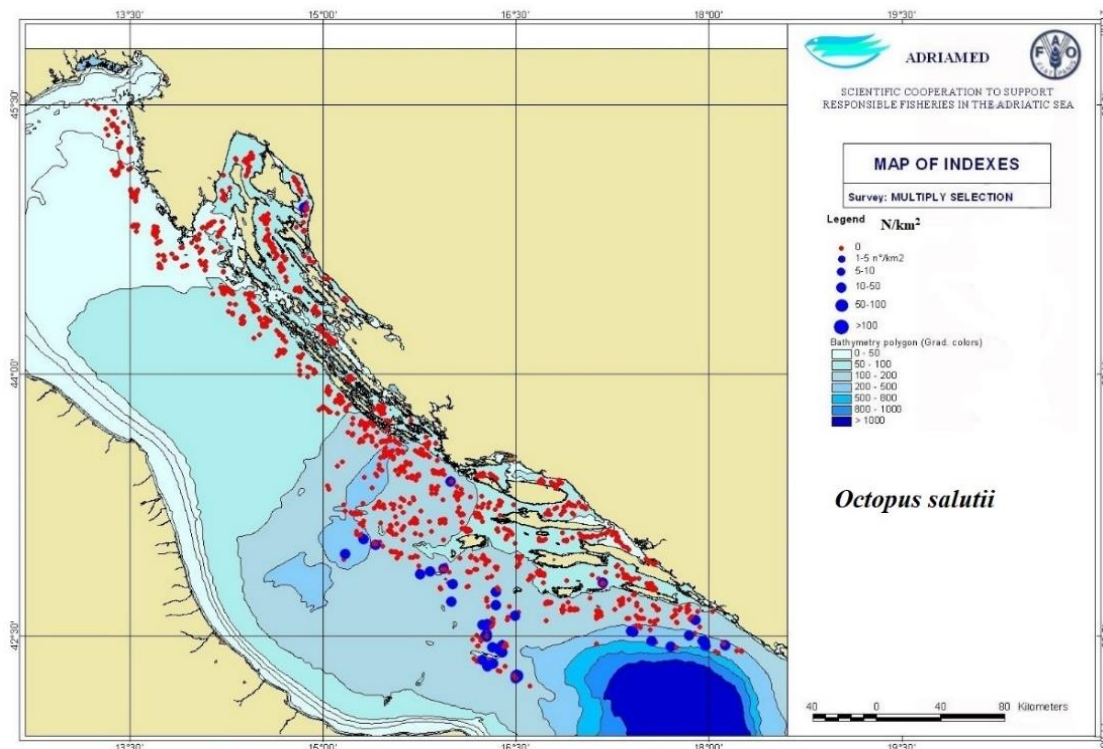 13°30' 15°00' 16°30' 18°00' 19°30'
45°30'
44°00'
42°30'
ADRIAMED
F A O
SCIENTIFIC COOPERATION TO SUPPORT
RESPONSIBLE FISHERIES IN THE ADRIATIC SEA
MAP OF INDEXES
Survey: MULTIPLY SELECTION
Legend N/km²
0
1-5 n°/km2
5-10
10-50
50-100
>100
Bathymetry polygon (Grad. colors)
0 - 50
50 - 100
100 - 200
200 - 500
500 - 800
800 - 1000
> 1000
Octopus salutii
40 0 40 80 Kilometers
13°30' 15°00' 16°30' 18°00' 19°30'